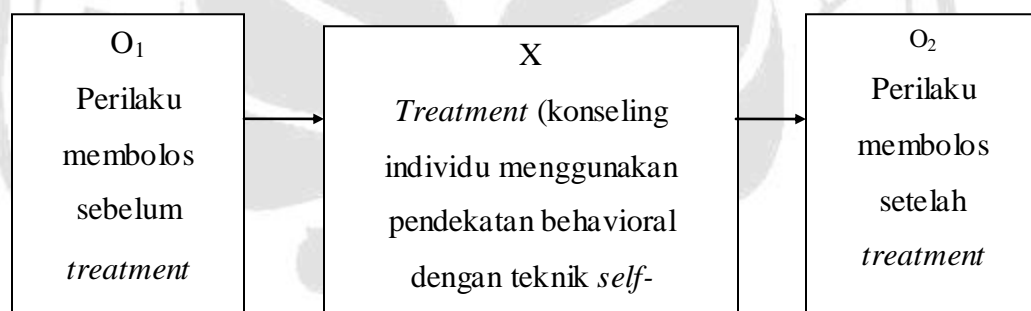 O₁
Perilaku
membolos
sebelum
treatment
X
Treatment (konseling
individu menggunakan
pendekatan behavioral
dengan teknik self-
O₂
Perilaku
membolos
setelah
treatment